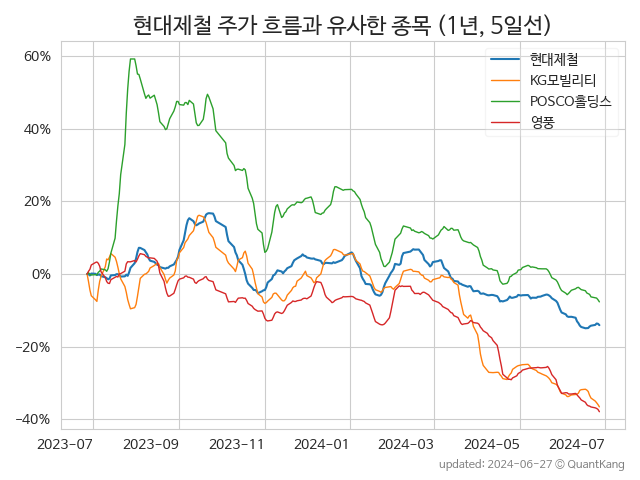 현대제철 주가 흐름과 유사한 종목 (1년, 5일선)
현대제철
KG모빌리티
POSCO홀딩스
영풍
60%
40%
20%
0%
−20%
−40%
2023−07
2023−09
2023−11
2024−01
2024−03
2024−05
2024−07
updated: 2024-06-27 © QuantKang